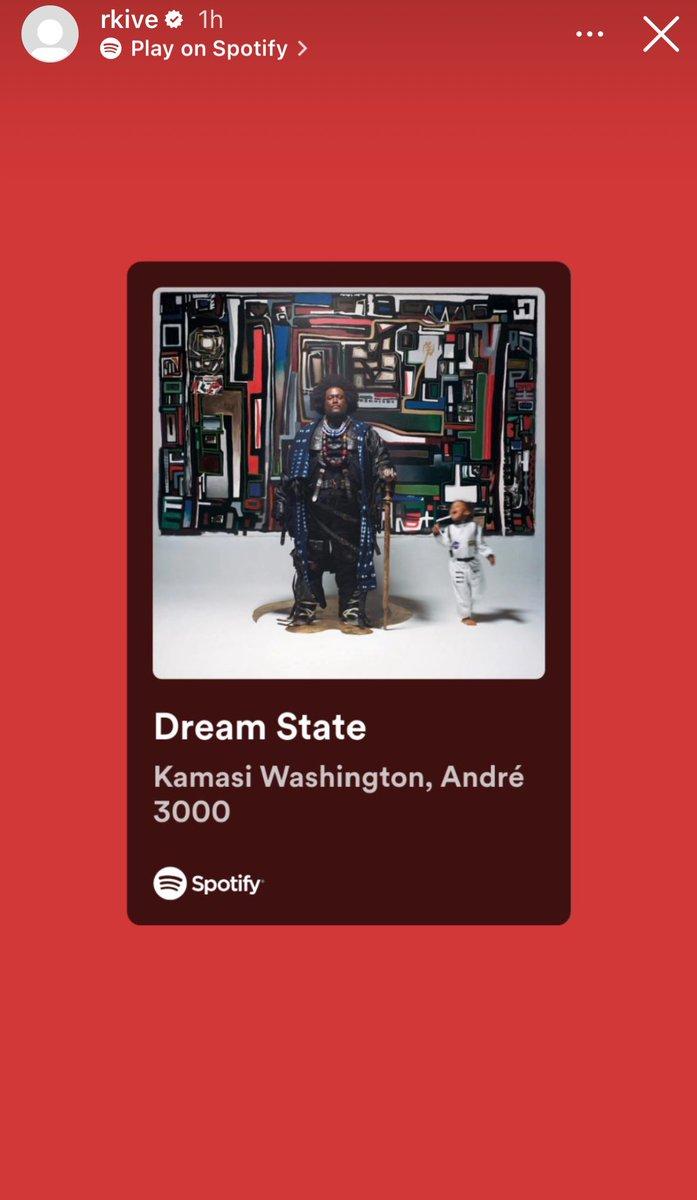 rkive 1h
Play on Spotify
Dream State
Kamasi Washington, André
3000
Spotify